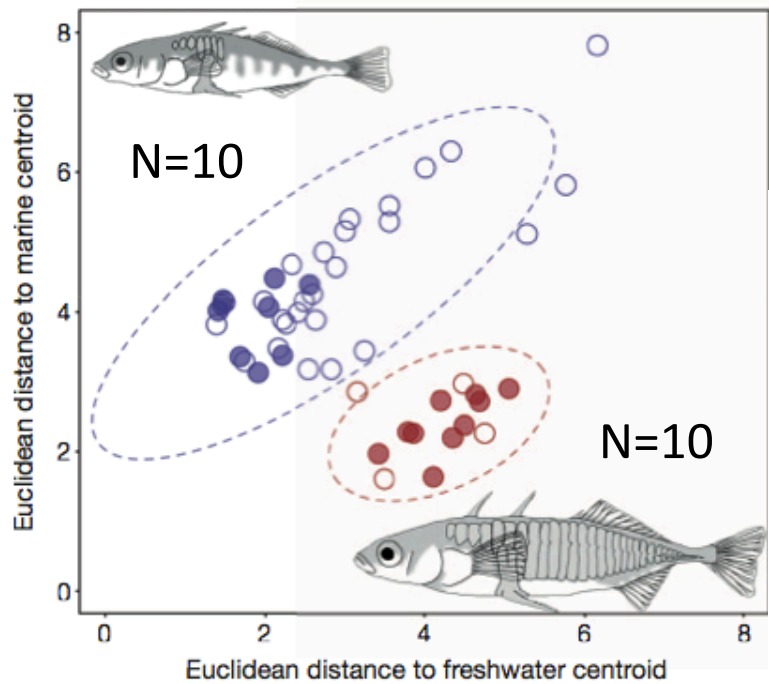 8
N=10
6
4
2
N=10
0
0 2 4 6 8
Euclidean distance to marine centroid
Euclidean distance to freshwater centroid